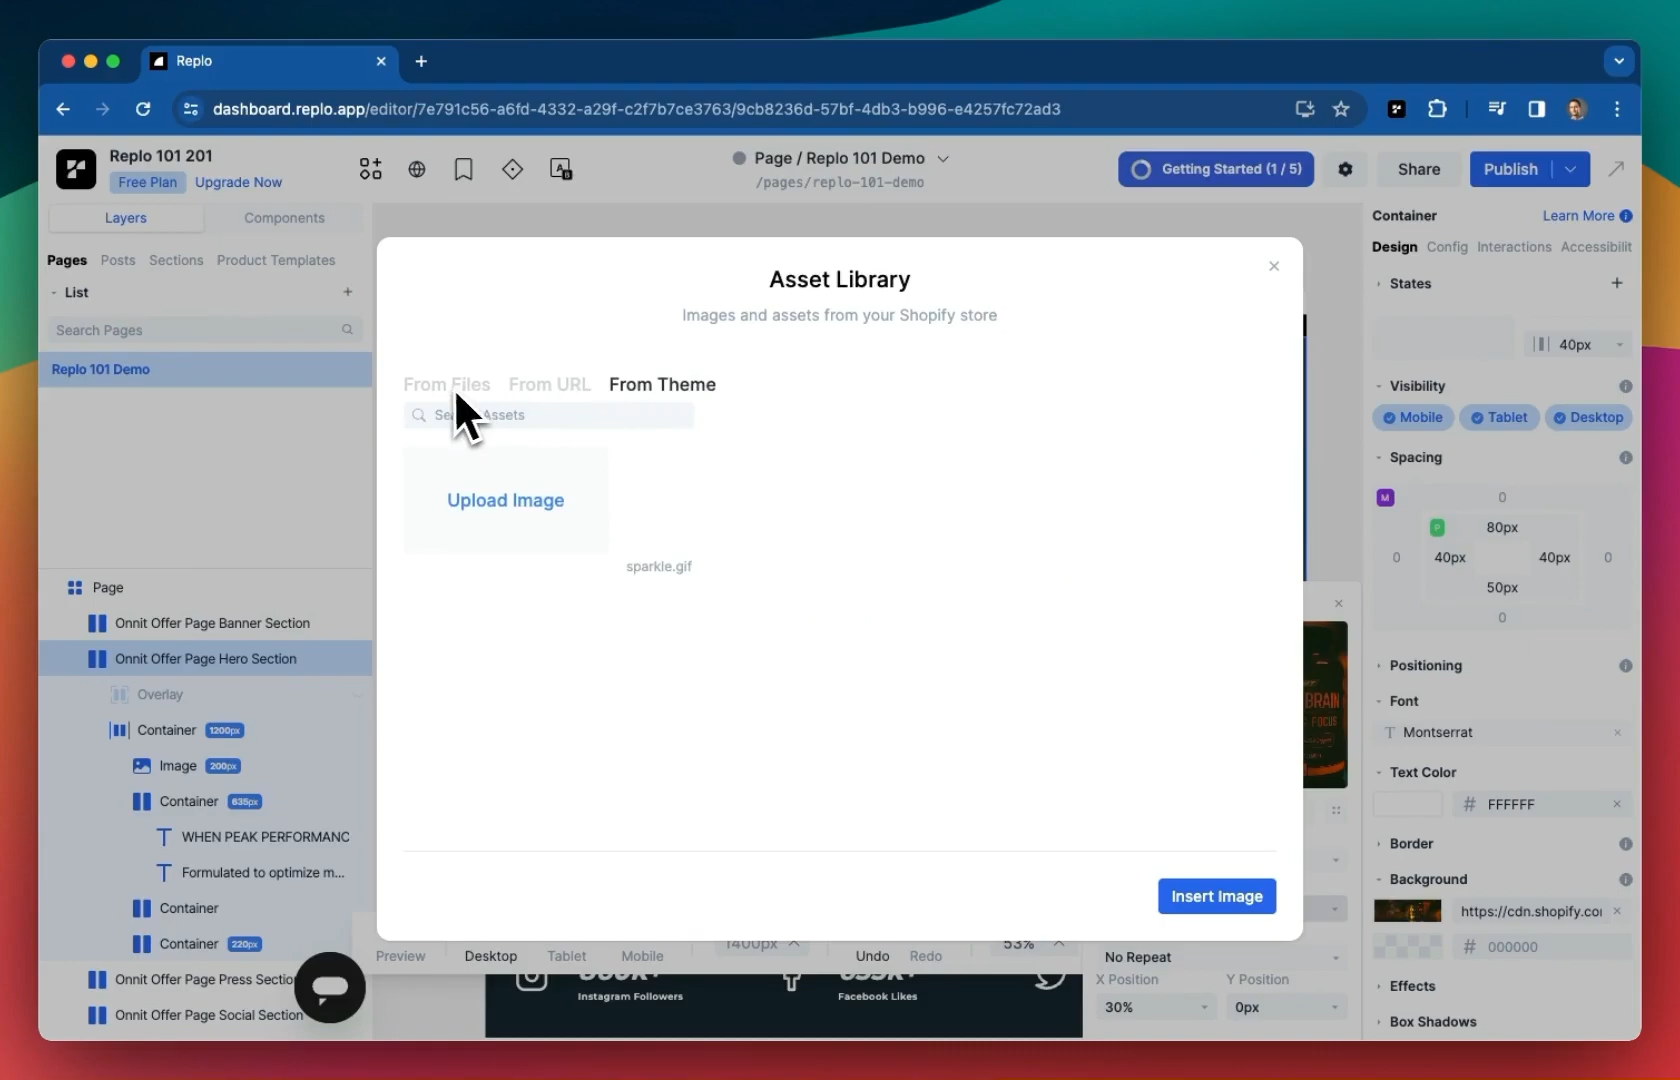 Replo
dashboard.replo.app/editor/7e791c56-a6fd-4332-a29f-c2f7b7ce3763/9cb8236d-57bf-4db3-b996-e4257fc72ad3
Replo 101 201
Free Plan Upgrade Now
Page / Replo 101 Demo
/pages/replo-101-demo
Getting Started (1 / 5)
Share
Publish
Layers Components
Pages Posts Sections Product Templates
List
Search Pages
Replo 101 Demo
Page
Onnit Offer Page Banner Section
Onnit Offer Page Hero Section
Overlay
Container 1200px
Image 200px
Container 635px
WHEN PEAK PERFORMANC
Formulated to optimize m...
Container
Container 220px
Onnit Offer Page Press Sectio
Onnit Offer Page Social Section
Asset Library
Images and assets from your Shopify store
From Files From URL From Theme
Assets
Upload Image
sparkle.gif
Insert Image
BRAIN
FOCUS
Preview Desktop Tablet Mobile 1400px Undo Redo 53%
Instagram Followers
Facebook Likes
No Repeat
X Position Y Position
30% 0px
Container Learn More
Design Config Interactions Accessibilit
States
40px
Visibility
Mobile Tablet Desktop
Spacing
M 0
P 80px
0 40px 40px 0
50px
0
Positioning
Font
Montserrat
Text Color
# FFFFFF
Border
Background
https://cdn.shopify.co
# 000000
Effects
Box Shadows